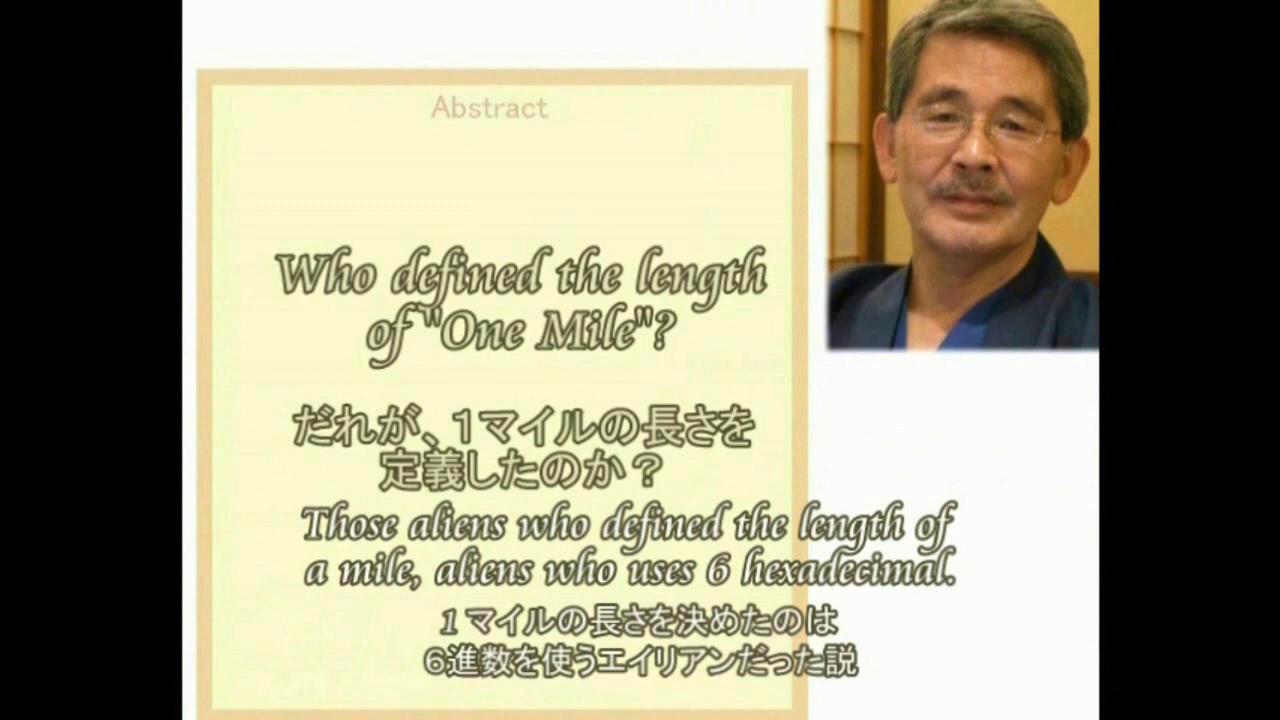 Abstract
Who defined the length
of "One Mile"?
だれが、1マイルの長さを
定義したのか？
Those aliens who defined the length of
a mile, aliens who uses 6 hexadecimal.
1マイルの長さを決めたのは
6進数を使うエイリアンだった説